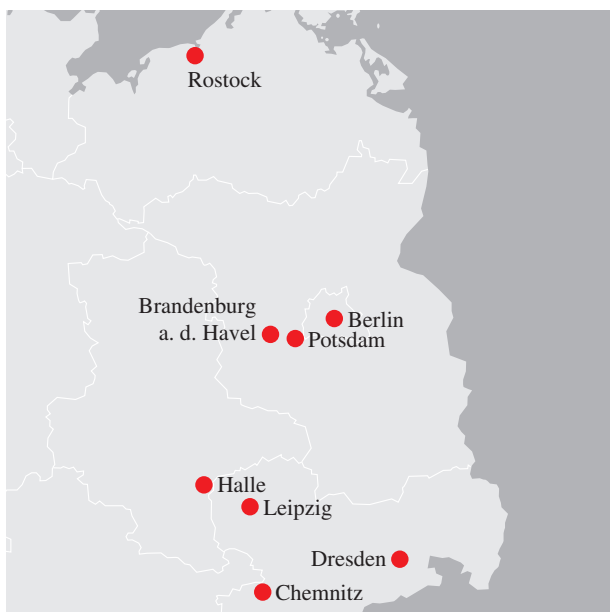 Rostock
Brandenburg
a. d. Havel
Berlin
Potsdam
Halle
Leipzig
Dresden
Chemnitz